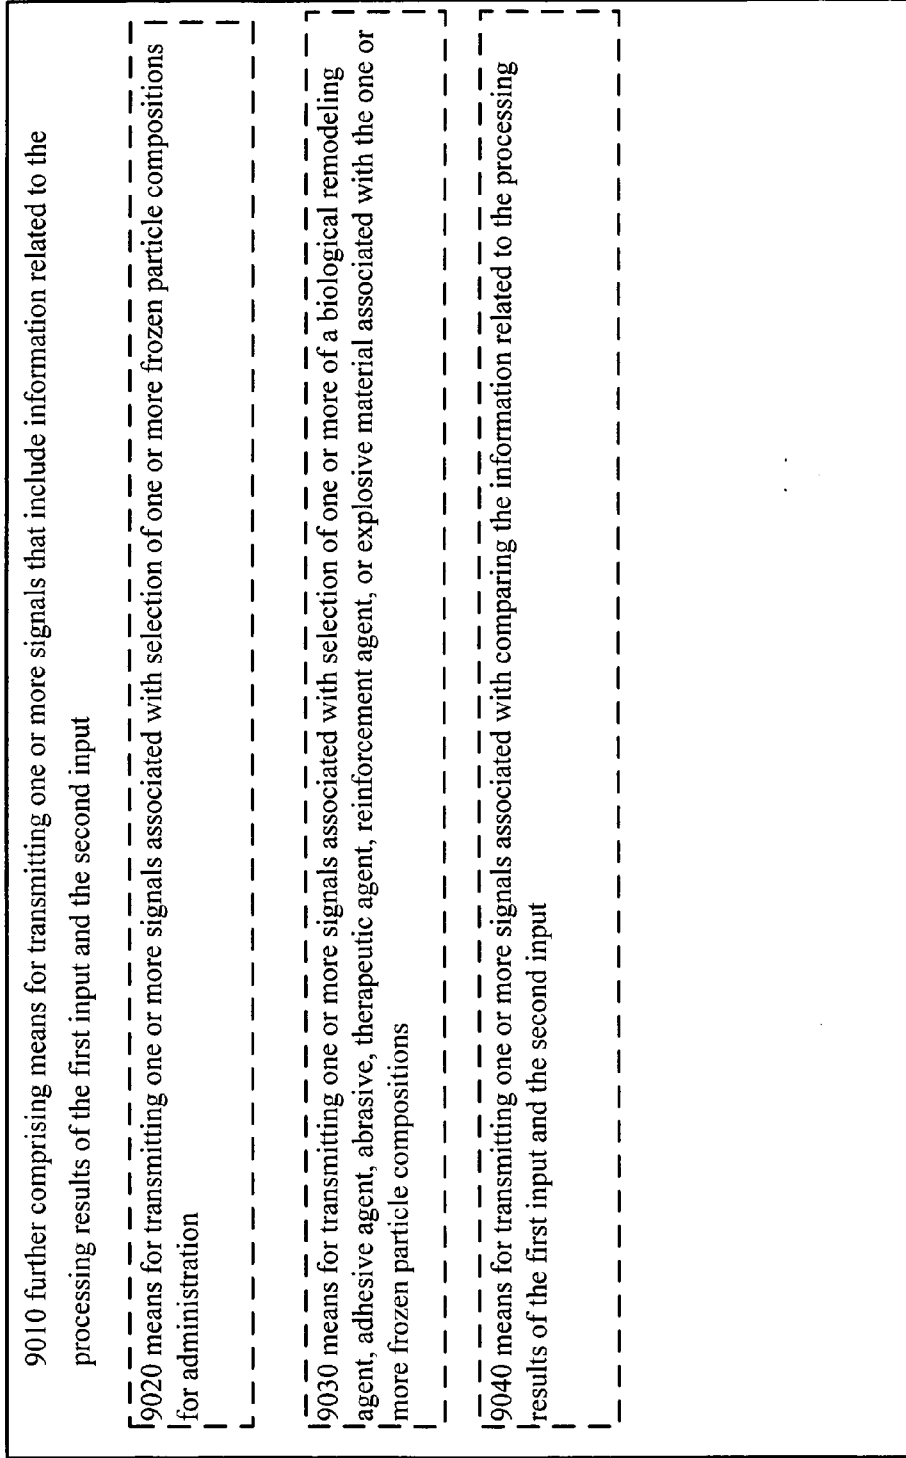 9010 further comprising means for transmitting one or more signals that include information related to the
processing results of the first input and the second input
9020 means for transmitting one or more signals associated with selection of one or more frozen particle compositions
for administration
9030 means for transmitting one or more signals associated with selection of one or more of a biological remodeling
agent, adhesive agent, abrasive, therapeutic agent, reinforcement agent, or explosive material associated with the one or
more frozen particle compositions
9040 means for transmitting one or more signals associated with comparing the information related to the processing
results of the first input and the second input